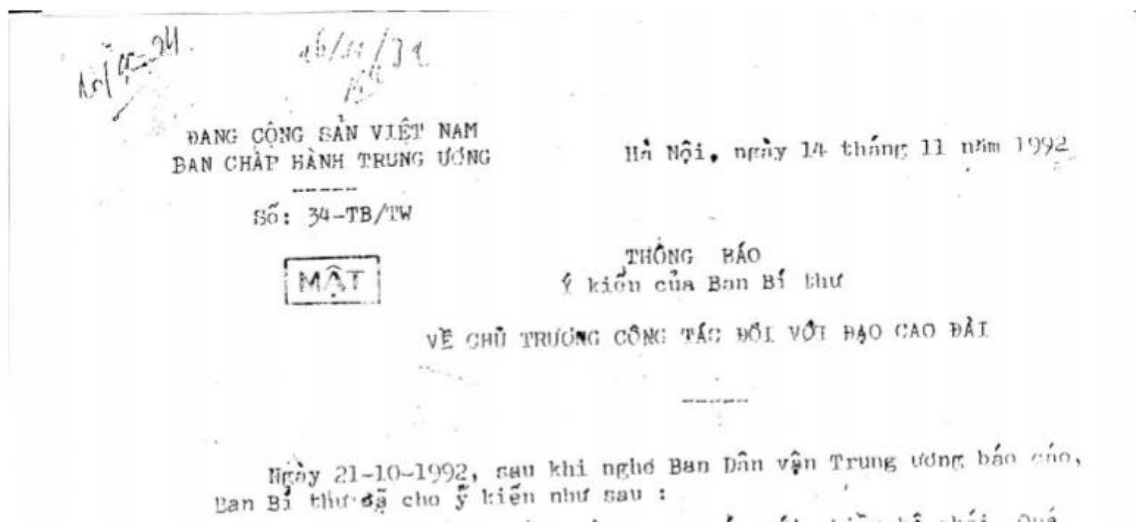 ĐẢNG CỘNG SẢN VIỆT NAM
BAN CHẤP HÀNH TRUNG ƯƠNG
Số: 34-TB/TW
MẬT
Hà Nội, ngày 14 tháng 11 năm 1992
THÔNG BÁO
Ý kiến của Ban Bí thư
VỀ CHỦ TRƯƠNG CÔNG TÁC ĐỐI VỚI ĐẠO CAO ĐÀI
Ngày 21-10-1992, sau khi nghe Ban Dân vận Trung ương báo cáo,
Ban Bí thư đã cho ý kiến như sau :